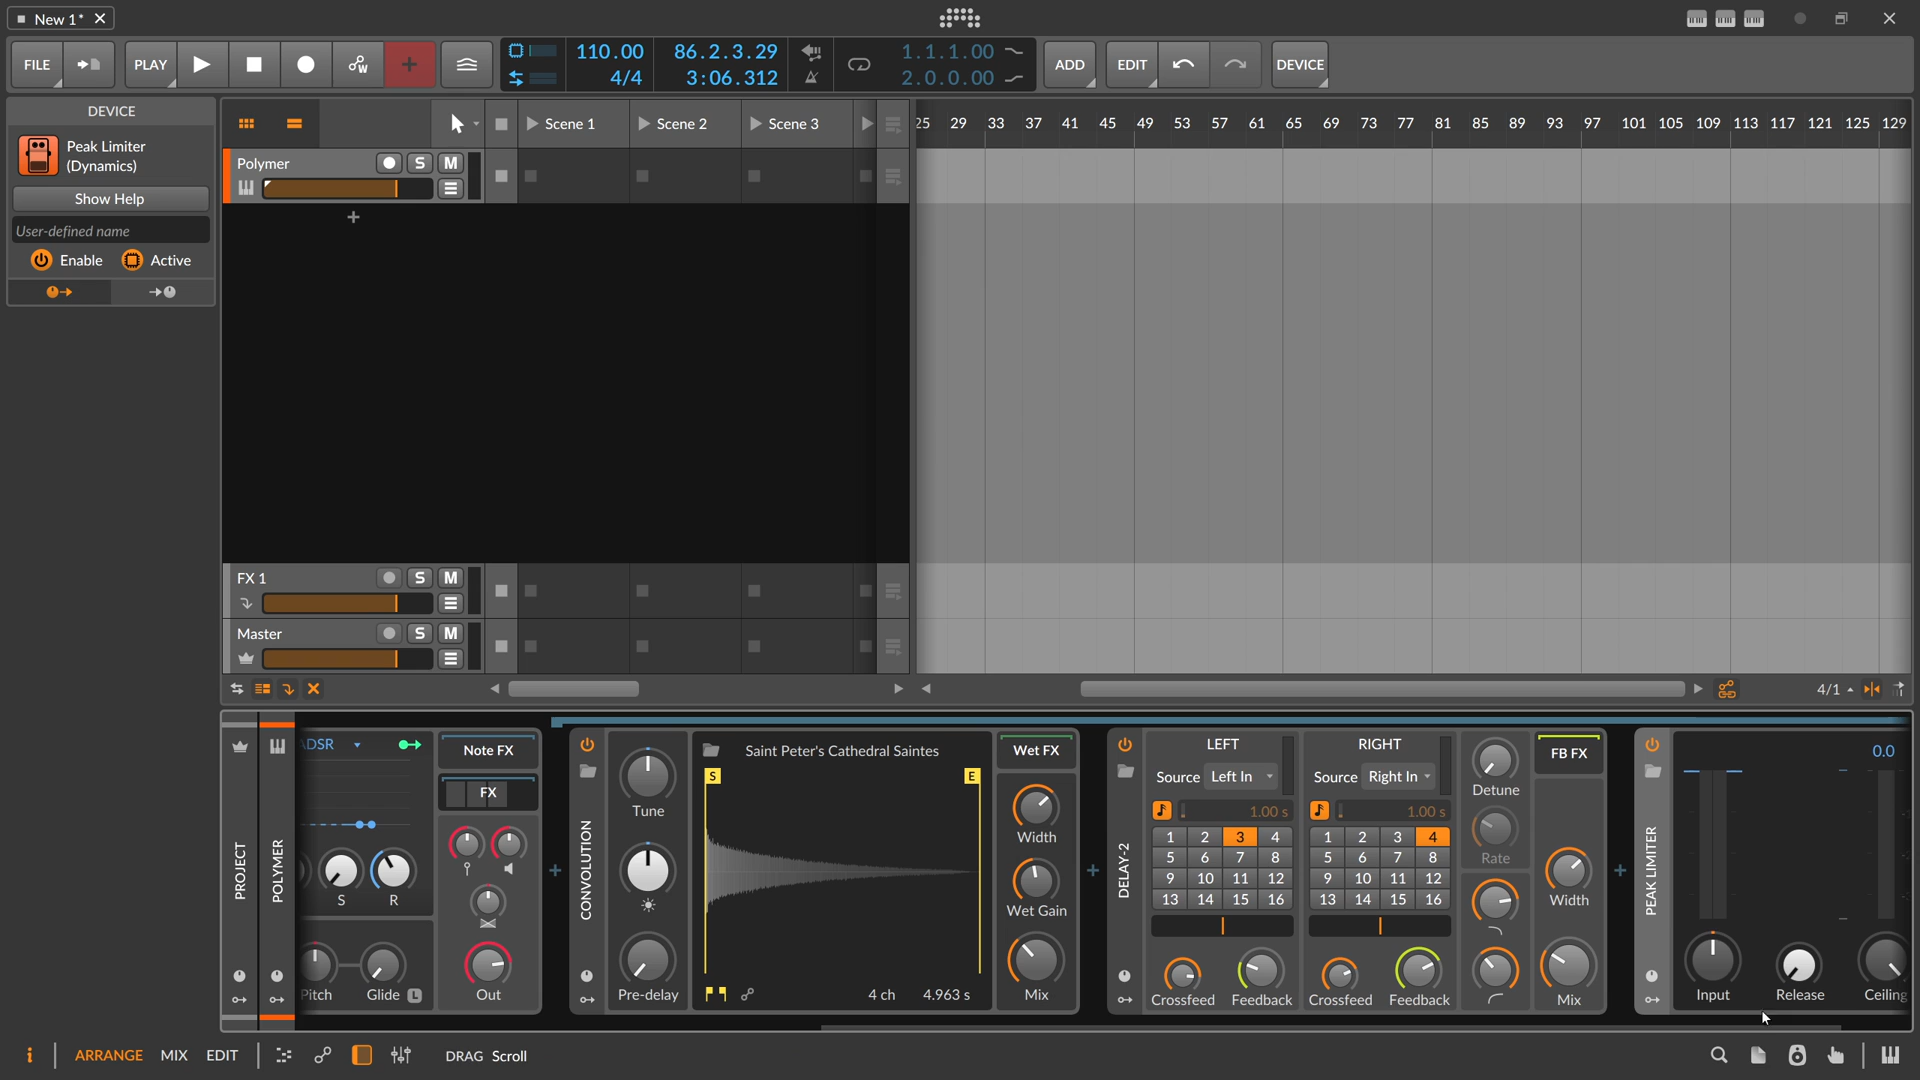 New 1*
FILE
PLAY
110.00
4/4
86.2.3.29
3:06.312
1.1.1.00
2.0.0.00
ADD
EDIT
DEVICE
DEVICE
Peak Limiter
(Dynamics)
Show Help
User-defined name
Enable Active
Scene 1 Scene 2 Scene 3
25 29 33 37 41 45 49 53 57 61 65 69 73 77 81 85 89 93 97 101 105 109 113 117 121 125 129
Polymer S M
FX 1 S M
Master S M
4/1
PROJECT
POLYMER
ADSR
S R
Pitch Glide L
Note FX
FX
Out
CONVOLUTION
Tune
Pre-delay
Saint Peter's Cathedral Saintes
S E
4 ch 4.963 s
Wet FX
Width
Wet Gain
Mix
DELAY-2
LEFT
Source Left In
1.00 s
1 2 3 4
5 6 7 8
9 10 11 12
13 14 15 16
Crossfeed Feedback
RIGHT
Source Right In
1.00 s
1 2 3 4
5 6 7 8
9 10 11 12
13 14 15 16
Crossfeed Feedback
Detune
Rate
FB FX
Width
Mix
PEAK LIMITER
0.0
Input Release Ceiling
i ARRANGE MIX EDIT
DRAG Scroll